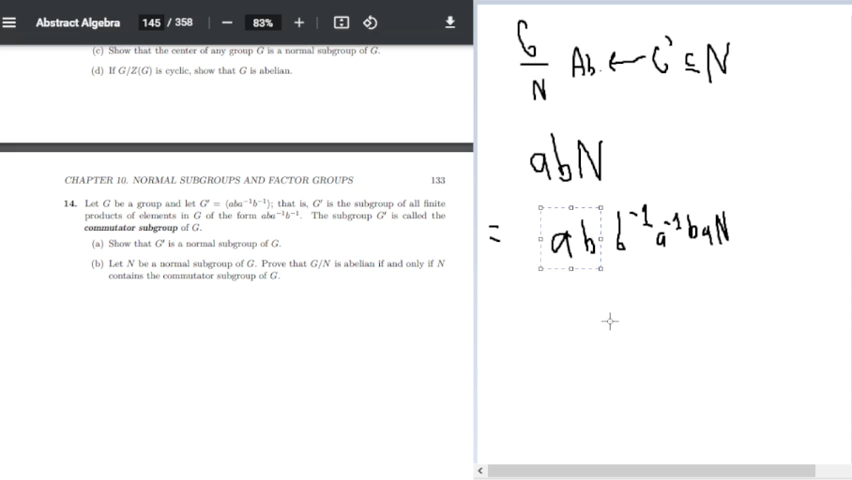 Abstract Algebra 145 / 358 — 83% +
(c) Show that the center of any group G is a normal subgroup of G.
(d) If G/Z(G) is cyclic, show that G is abelian.
CHAPTER 10. NORMAL SUBGROUPS AND FACTOR GROUPS 133
14. Let G be a group and let G′ = ⟨aba⁻¹b⁻¹⟩; that is, G′ is the subgroup of all finite
products of elements in G of the form aba⁻¹b⁻¹. The subgroup G′ is called the
commutator subgroup of G.
(a) Show that G′ is a normal subgroup of G.
(b) Let N be a normal subgroup of G. Prove that G/N is abelian if and only if N
contains the commutator subgroup of G.
G/N Ab. ← G' ⊆ N
abN
= ab b⁻¹a⁻¹baN